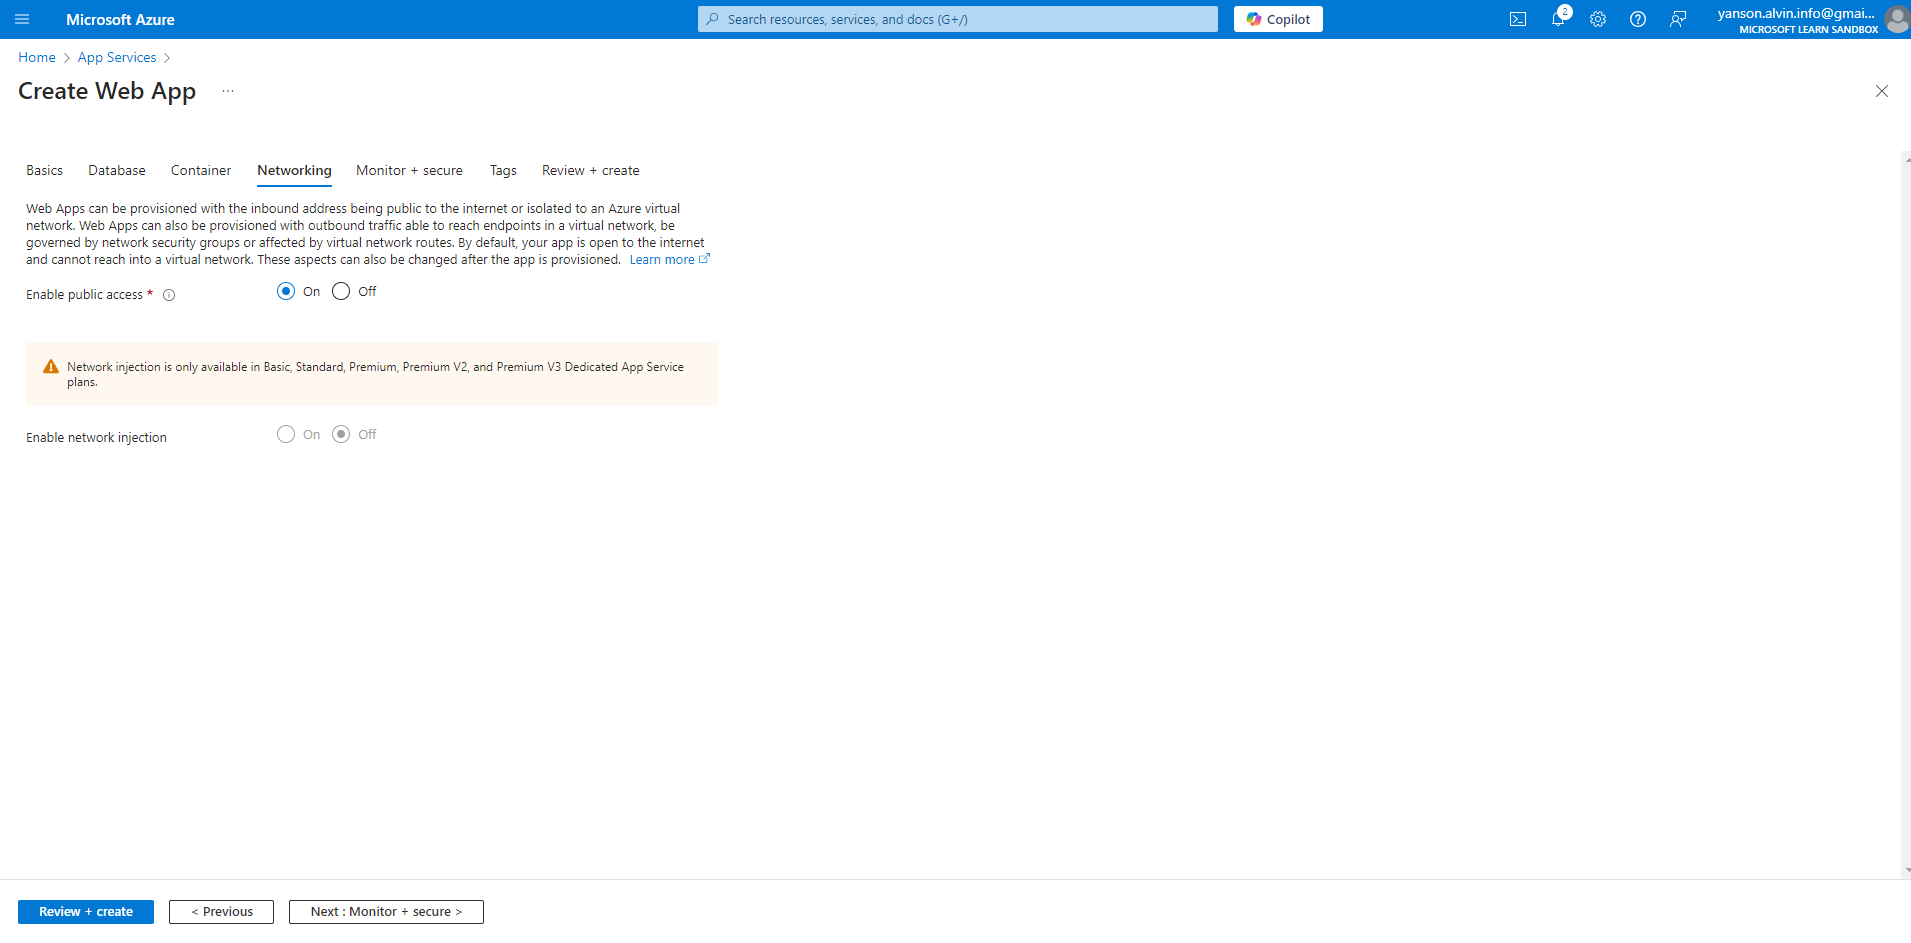 Microsoft Azure
Search resources, services, and docs (G+/)
Copilot
2
yanson.alvin.info@gmai...
MICROSOFT LEARN SANDBOX
Home > App Services >
Create Web App ...
Basics Database Container Networking Monitor + secure Tags Review + create
Web Apps can be provisioned with the inbound address being public to the internet or isolated to an Azure virtual
network. Web Apps can also be provisioned with outbound traffic able to reach endpoints in a virtual network, be
governed by network security groups or affected by virtual network routes. By default, your app is open to the internet
and cannot reach into a virtual network. These aspects can also be changed after the app is provisioned. Learn more
Enable public access * On Off
Network injection is only available in Basic, Standard, Premium, Premium V2, and Premium V3 Dedicated App Service
plans.
Enable network injection On Off
Review + create < Previous Next : Monitor + secure >